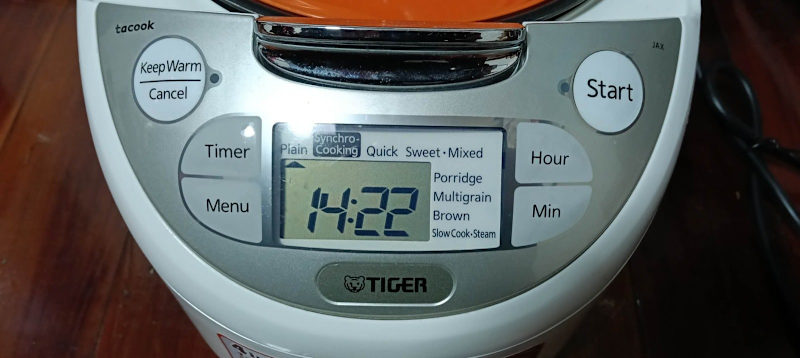 tacook
JAX
Keep Warm
Cancel
Start
Timer
Menu
Plain
Synchro-
Cooking
Quick
Sweet・Mixed
Porridge
Multigrain
Brown
Slow Cook・Steam
14:22
Hour
Min
TIGER